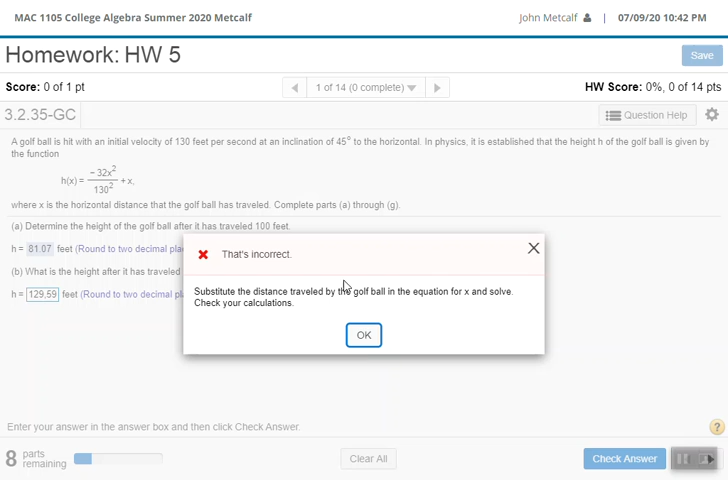 MAC 1105 College Algebra Summer 2020 Metcalf
John Metcalf
07/09/20 10:42 PM
Homework: HW 5
Save
Score: 0 of 1 pt
1 of 14 (0 complete)
HW Score: 0%, 0 of 14 pts
3.2.35-GC
Question Help
A golf ball is hit with an initial velocity of 130 feet per second at an inclination of 45° to the horizontal. In physics, it is established that the height h of the golf ball is given by
the function
h(x) = −32x² / 130² + x,
where x is the horizontal distance that the golf ball has traveled. Complete parts (a) through (g).
(a) Determine the height of the golf ball after it has traveled 100 feet.
h = 81.07 feet (Round to two decimal
(b) What is the height after it has traveled
h = 129,59 feet (Round to two decimal
That's incorrect.
Substitute the distance traveled by the golf ball in the equation for x and solve.
Check your calculations.
OK
Enter your answer in the answer box and then click Check Answer.
?
8 parts
remaining
Clear All
Check Answer